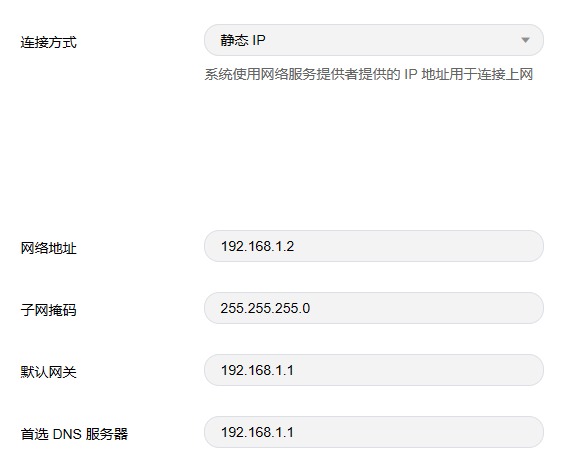 连接方式 静态 IP
系统使用网络服务提供者提供的 IP 地址用于连接上网
网络地址 192.168.1.2
子网掩码 255.255.255.0
默认网关 192.168.1.1
首选 DNS 服务器 192.168.1.1